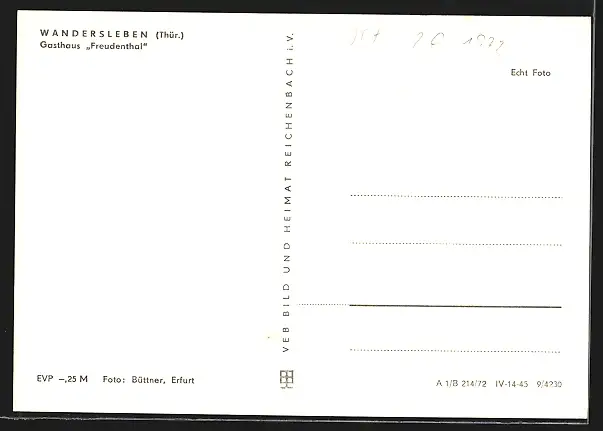 WANDERSLEBEN (Thür.)
Gasthaus „Freudenthal"
Echt Foto
VEB BILD UND HEIMAT REICHENBACH i. V.
EVP –,25 M Foto: Büttner, Erfurt
A 1/B 214/72 IV-14-45 9/4230